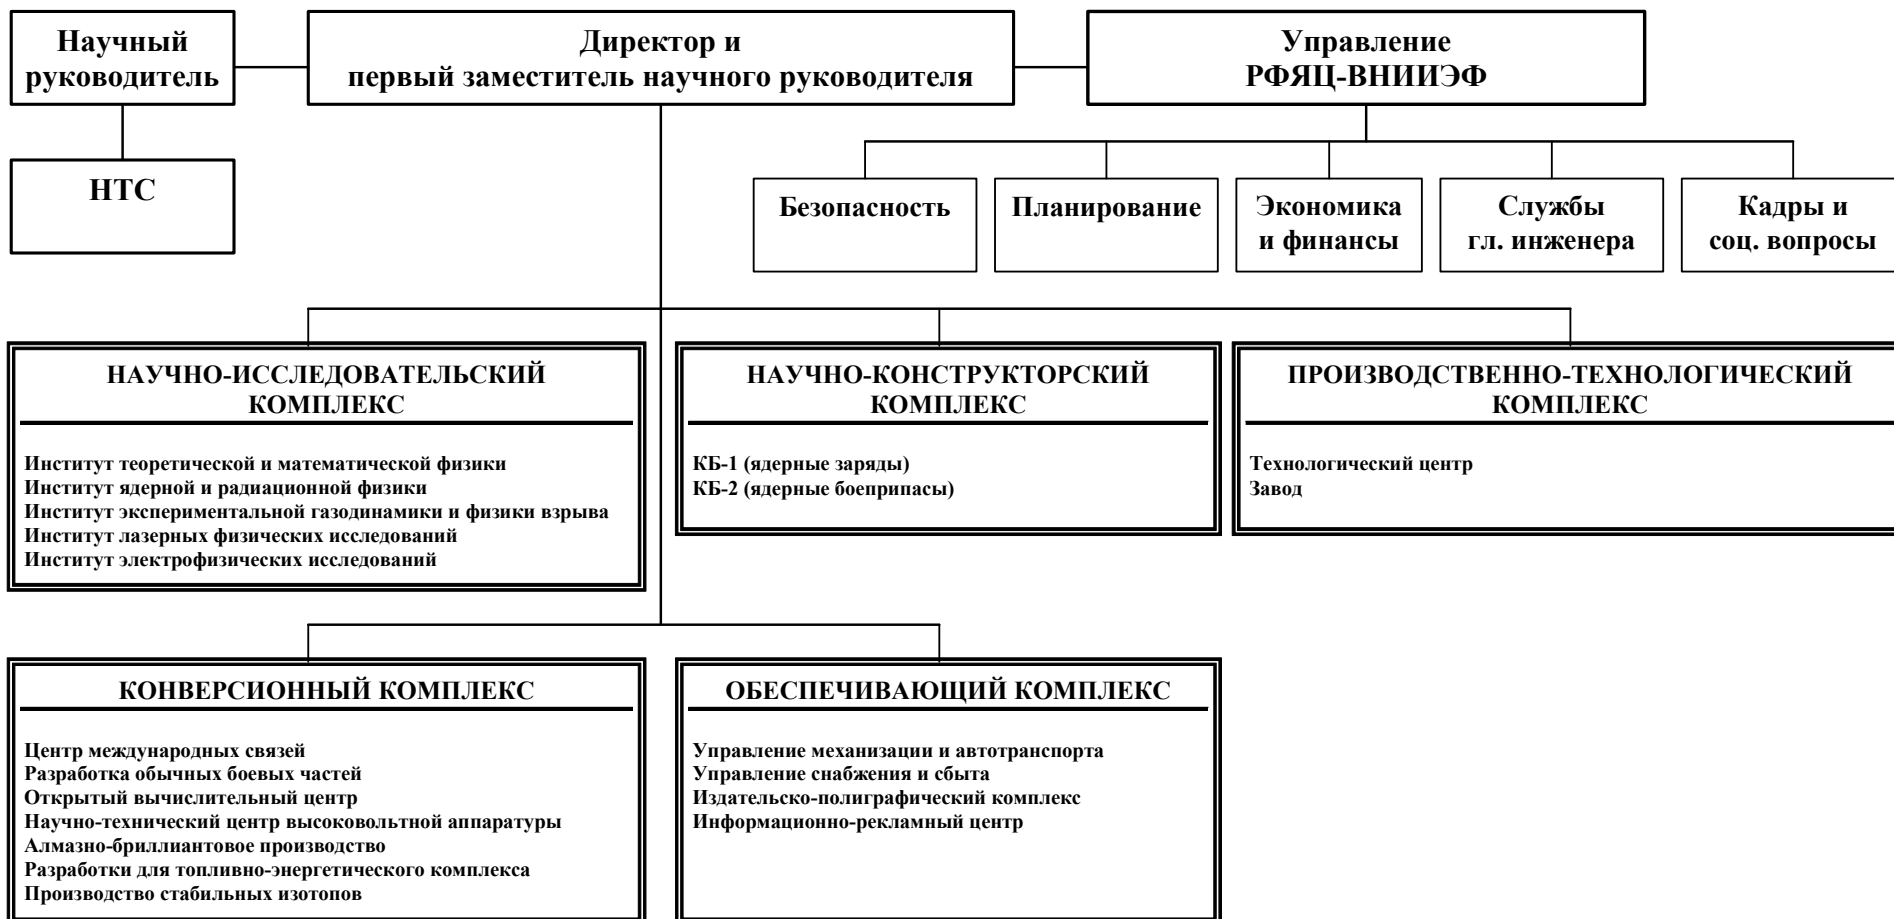 Научный
руководитель
Директор и
первый заместитель научного руководителя
Управление
РФЯЦ-ВНИИЭФ
НТС
Безопасность
Планирование
Экономика
и финансы
Службы
гл. инженера
Кадры и
соц. вопросы
НАУЧНО-ИССЛЕДОВАТЕЛЬСКИЙ
КОМПЛЕКС
Институт теоретической и математической физики
Институт ядерной и радиационной физики
Институт экспериментальной газодинамики и физики взрыва
Институт лазерных физических исследований
Институт электрофизических исследований
НАУЧНО-КОНСТРУКТОРСКИЙ
КОМПЛЕКС
КБ-1 (ядерные заряды)
КБ-2 (ядерные боеприпасы)
ПРОИЗВОДСТВЕННО-ТЕХНОЛОГИЧЕСКИЙ
КОМПЛЕКС
Технологический центр
Завод
КОНВЕРСИОННЫЙ КОМПЛЕКС
Центр международных связей
Разработка обычных боевых частей
Открытый вычислительный центр
Научно-технический центр высоковольтной аппаратуры
Алмазно-бриллиантовое производство
Разработки для топливно-энергетического комплекса
Производство стабильных изотопов
ОБЕСПЕЧИВАЮЩИЙ КОМПЛЕКС
Управление механизации и автотранспорта
Управление снабжения и сбыта
Издательско-полиграфический комплекс
Информационно-рекламный центр